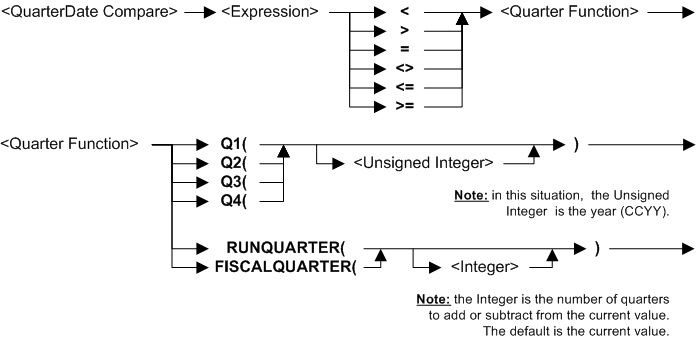 <QuarterDate Compare> <Expression> < <Quarter Function>
>
=
<>
<=
>=
<Quarter Function> Q1( )
Q2( <Unsigned Integer>
Q3(
Q4(
Note: in this situation, the Unsigned
Integer is the year (CCYY).
RUNQUARTER( )
FISCALQUARTER( <Integer>
Note: the Integer is the number of quarters
to add or subtract from the current value.
The default is the current value.